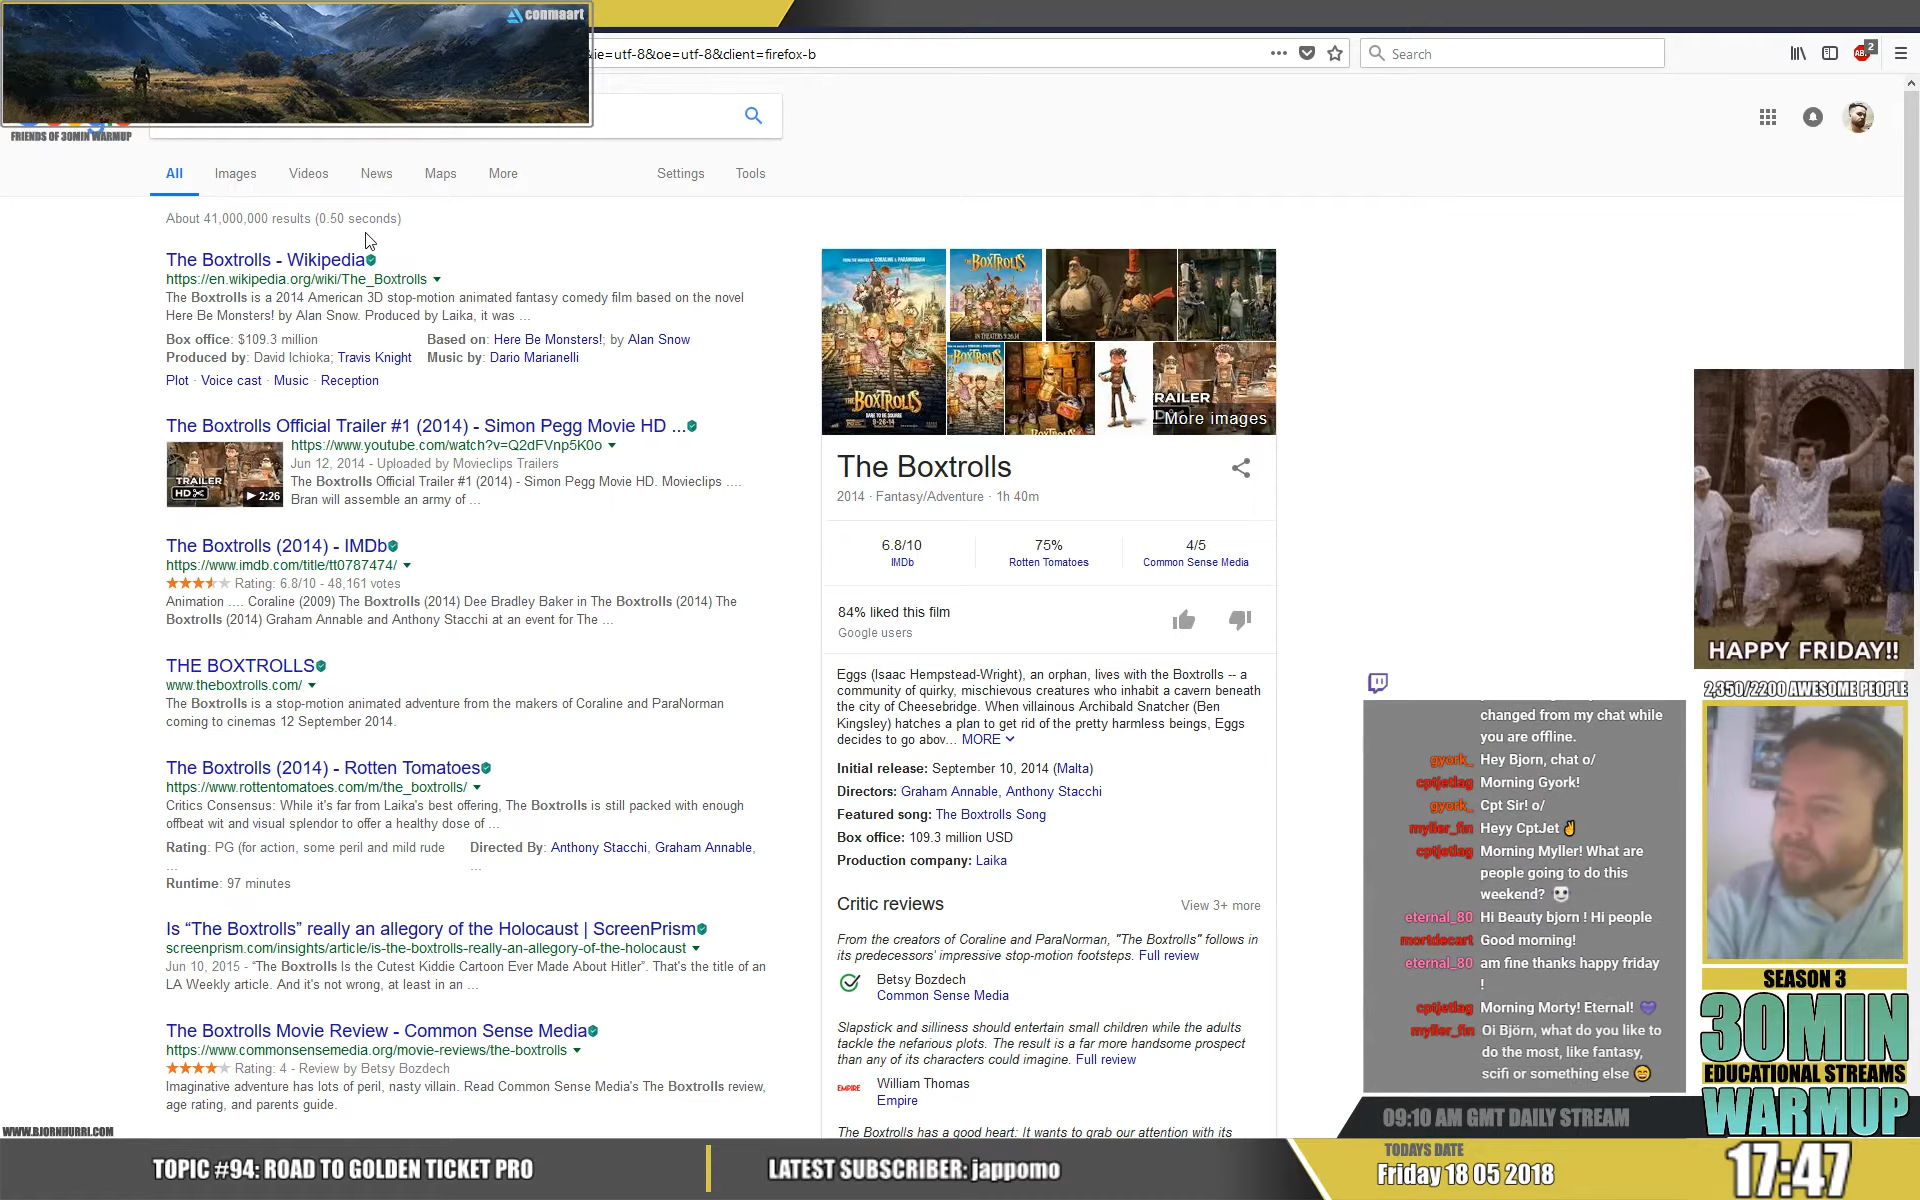 conmaart
FRIENDS OF 30MIN WARMUP
&ie=utf-8&oe=utf-8&client=firefox-b
Search
2
All Images Videos News Maps More Settings Tools
About 41,000,000 results (0.50 seconds)
The Boxtrolls - Wikipedia
https://en.wikipedia.org/wiki/The_Boxtrolls
The Boxtrolls is a 2014 American 3D stop-motion animated fantasy comedy film based on the novel
Here Be Monsters! by Alan Snow. Produced by Laika, it was ...
Box office: $109.3 million Based on: Here Be Monsters!; by Alan Snow
Produced by: David Ichioka; Travis Knight Music by: Dario Marianelli
Plot · Voice cast · Music · Reception
The Boxtrolls Official Trailer #1 (2014) - Simon Pegg Movie HD ...
https://www.youtube.com/watch?v=Q2dFVnp5K0o
Jun 12, 2014 - Uploaded by Movieclips Trailers
The Boxtrolls Official Trailer #1 (2014) - Simon Pegg Movie HD. Movieclips ....
Bran will assemble an army of ...
TRAILER
HD
2:26
The Boxtrolls (2014) - IMDb
https://www.imdb.com/title/tt0787474/
Rating: 6.8/10 - 48,161 votes
Animation .... Coraline (2009) The Boxtrolls (2014) Dee Bradley Baker in The Boxtrolls (2014) The
Boxtrolls (2014) Graham Annable and Anthony Stacchi at an event for The ...
THE BOXTROLLS
www.theboxtrolls.com/
The Boxtrolls is a stop-motion animated adventure from the makers of Coraline and ParaNorman
coming to cinemas 12 September 2014.
The Boxtrolls (2014) - Rotten Tomatoes
https://www.rottentomatoes.com/m/the_boxtrolls/
Critics Consensus: While it's far from Laika's best offering, The Boxtrolls is still packed with enough
offbeat wit and visual splendor to offer a healthy dose of ...
Rating: PG (for action, some peril and mild rude Directed By: Anthony Stacchi, Graham Annable,
... ...
Runtime: 97 minutes
Is “The Boxtrolls” really an allegory of the Holocaust | ScreenPrism
screenprism.com/insights/article/is-the-boxtrolls-really-an-allegory-of-the-holocaust
Jun 10, 2015 - “The Boxtrolls Is the Cutest Kiddie Cartoon Ever Made About Hitler”. That's the title of an
LA Weekly article. And it's not wrong, at least in an ...
The Boxtrolls Movie Review - Common Sense Media
https://www.commonsensemedia.org/movie-reviews/the-boxtrolls
Rating: 4 - Review by Betsy Bozdech
Imaginative adventure has lots of peril, nasty villain. Read Common Sense Media's The Boxtrolls review,
age rating, and parents guide.
THE BOXTROLLS
9-26-14
BOXTROLLS
BOXTROLLS
RAILER
More images
The Boxtrolls
2014 · Fantasy/Adventure · 1h 40m
6.8/10 75% 4/5
IMDb Rotten Tomatoes Common Sense Media
84% liked this film
Google users
Eggs (Isaac Hempstead-Wright), an orphan, lives with the Boxtrolls -- a
community of quirky, mischievous creatures who inhabit a cavern beneath
the city of Cheesebridge. When villainous Archibald Snatcher (Ben
Kingsley) hatches a plan to get rid of the pretty harmless beings, Eggs
decides to go abov... MORE
Initial release: September 10, 2014 (Malta)
Directors: Graham Annable, Anthony Stacchi
Featured song: The Boxtrolls Song
Box office: 109.3 million USD
Production company: Laika
Critic reviews View 3+ more
From the creators of Coraline and ParaNorman, "The Boxtrolls" follows in
its predecessors' impressive stop-motion footsteps. Full review
Betsy Bozdech
Common Sense Media
Slapstick and silliness should entertain small children while the adults
tackle the nefarious plots. The result is a far more handsome prospect
than any of its characters could imagine. Full review
EMPIRE
William Thomas
Empire
The Boxtrolls has a good heart: It wants to grab our attention with its
HAPPY FRIDAY!!
2,350/2200 AWESOME PEOPLE
changed from my chat while
you are offline.
gyork_ Hey Bjorn, chat o/
cptjetlag Morning Gyork!
gyork_ Cpt Sir! o/
myller_fin Heyy CptJet ✌
cptjetlag Morning Myller! What are
people going to do this
weekend?
eternal_80 Hi Beauty bjorn ! Hi people
mortdecart Good morning!
eternal_80 am fine thanks happy friday
!
cptjetlag Morning Morty! Eternal! 💜
myller_fin Oi Björn, what do you like to
do the most, like fantasy,
scifi or something else 😄
SEASON 3
30MIN
EDUCATIONAL STREAMS
WARMUP
09:10 AM GMT DAILY STREAM
WWW.BJORNHURRI.COM
TOPIC #94: ROAD TO GOLDEN TICKET PRO
LATEST SUBSCRIBER: jappomo
TODAYS DATE
Friday 18 05 2018
17:47